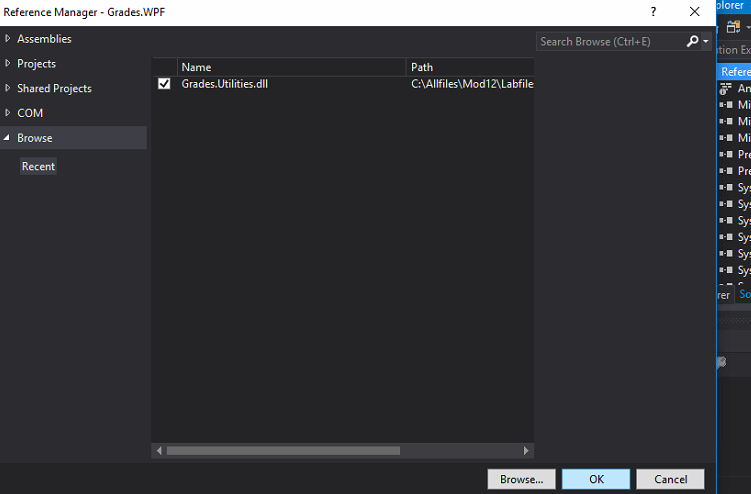 Reference Manager - Grades.WPF
?
Assemblies
Projects
Shared Projects
COM
Browse
Recent
Name Path
Grades.Utilities.dll C:\Allfiles\Mod12\Labfile
Search Browse (Ctrl+E)
plorer
tion Ex
Refere
An
Mi
Mi
Mi
Pre
Pre
Sys
Sys
Sys
Sys
Sys
Sys
rer So
Browse... OK Cancel